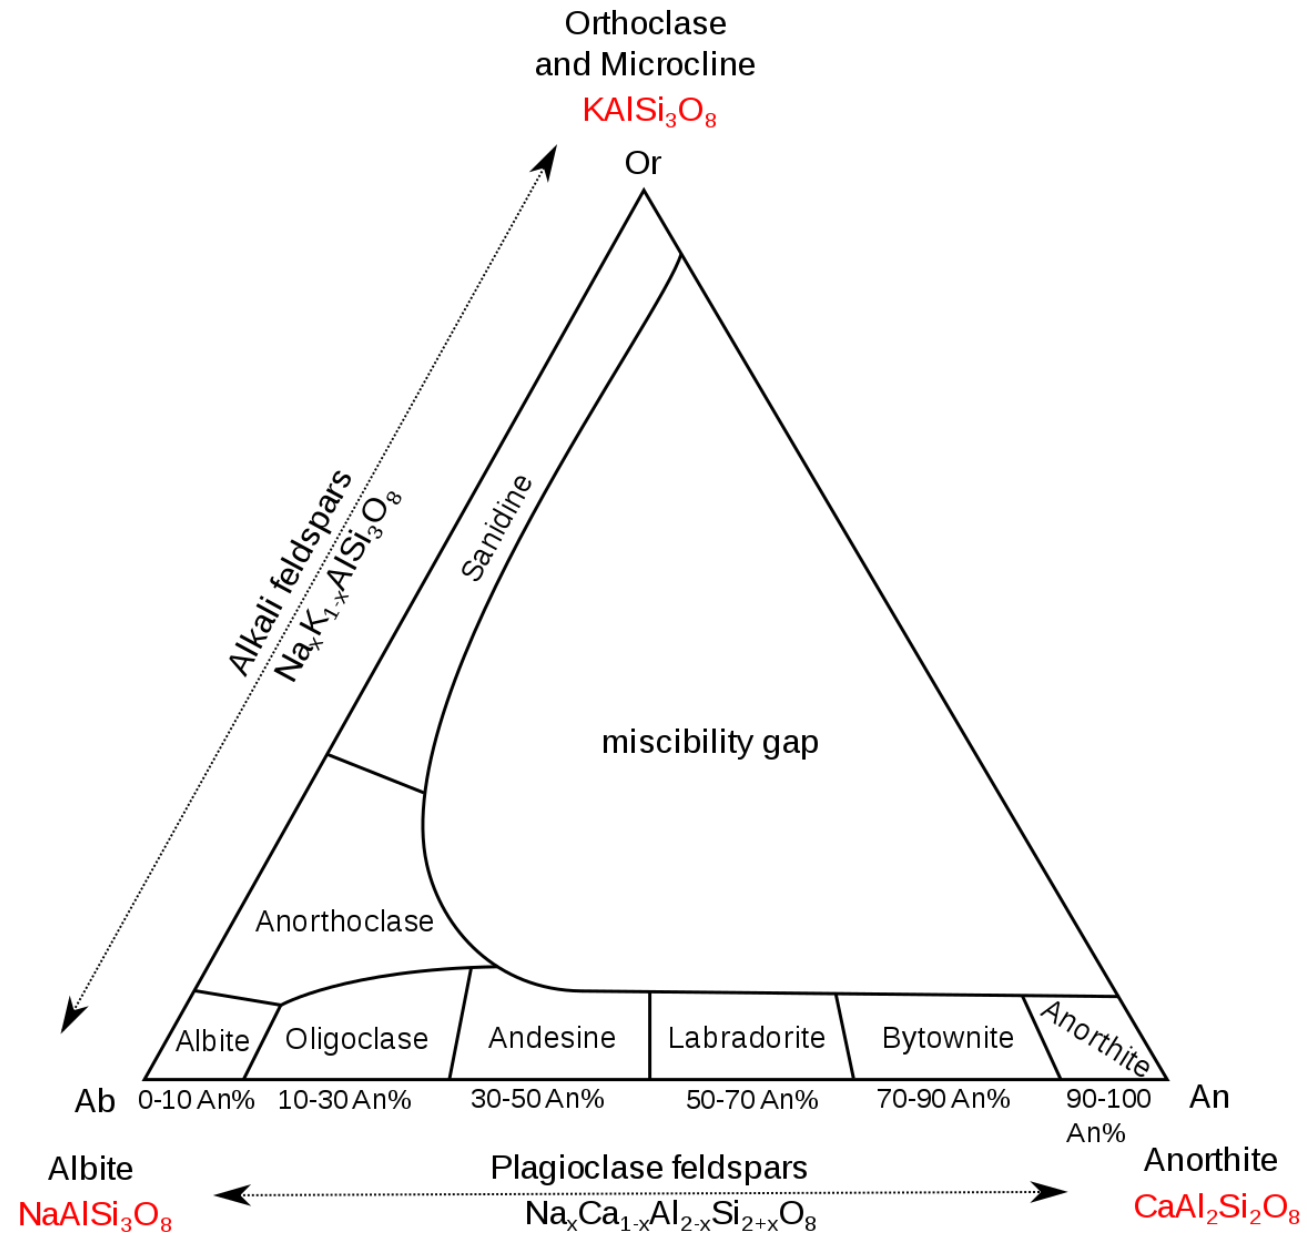 Orthoclase
and Microcline
KAlSi₃O₈
Or
Alkali feldspars
NaₓK₁₋ₓAlSi₃O₈
Sanidine
miscibility gap
Anorthoclase
Albite
Oligoclase
Andesine
Labradorite
Bytownite
Anorthite
Ab
0-10 An%
10-30 An%
30-50 An%
50-70 An%
70-90 An%
90-100
An%
An
Albite
NaAlSi₃O₈
Plagioclase feldspars
NaₓCa₁₋ₓAl₂₋ₓSi₂₊ₓO₈
Anorthite
CaAl₂Si₂O₈